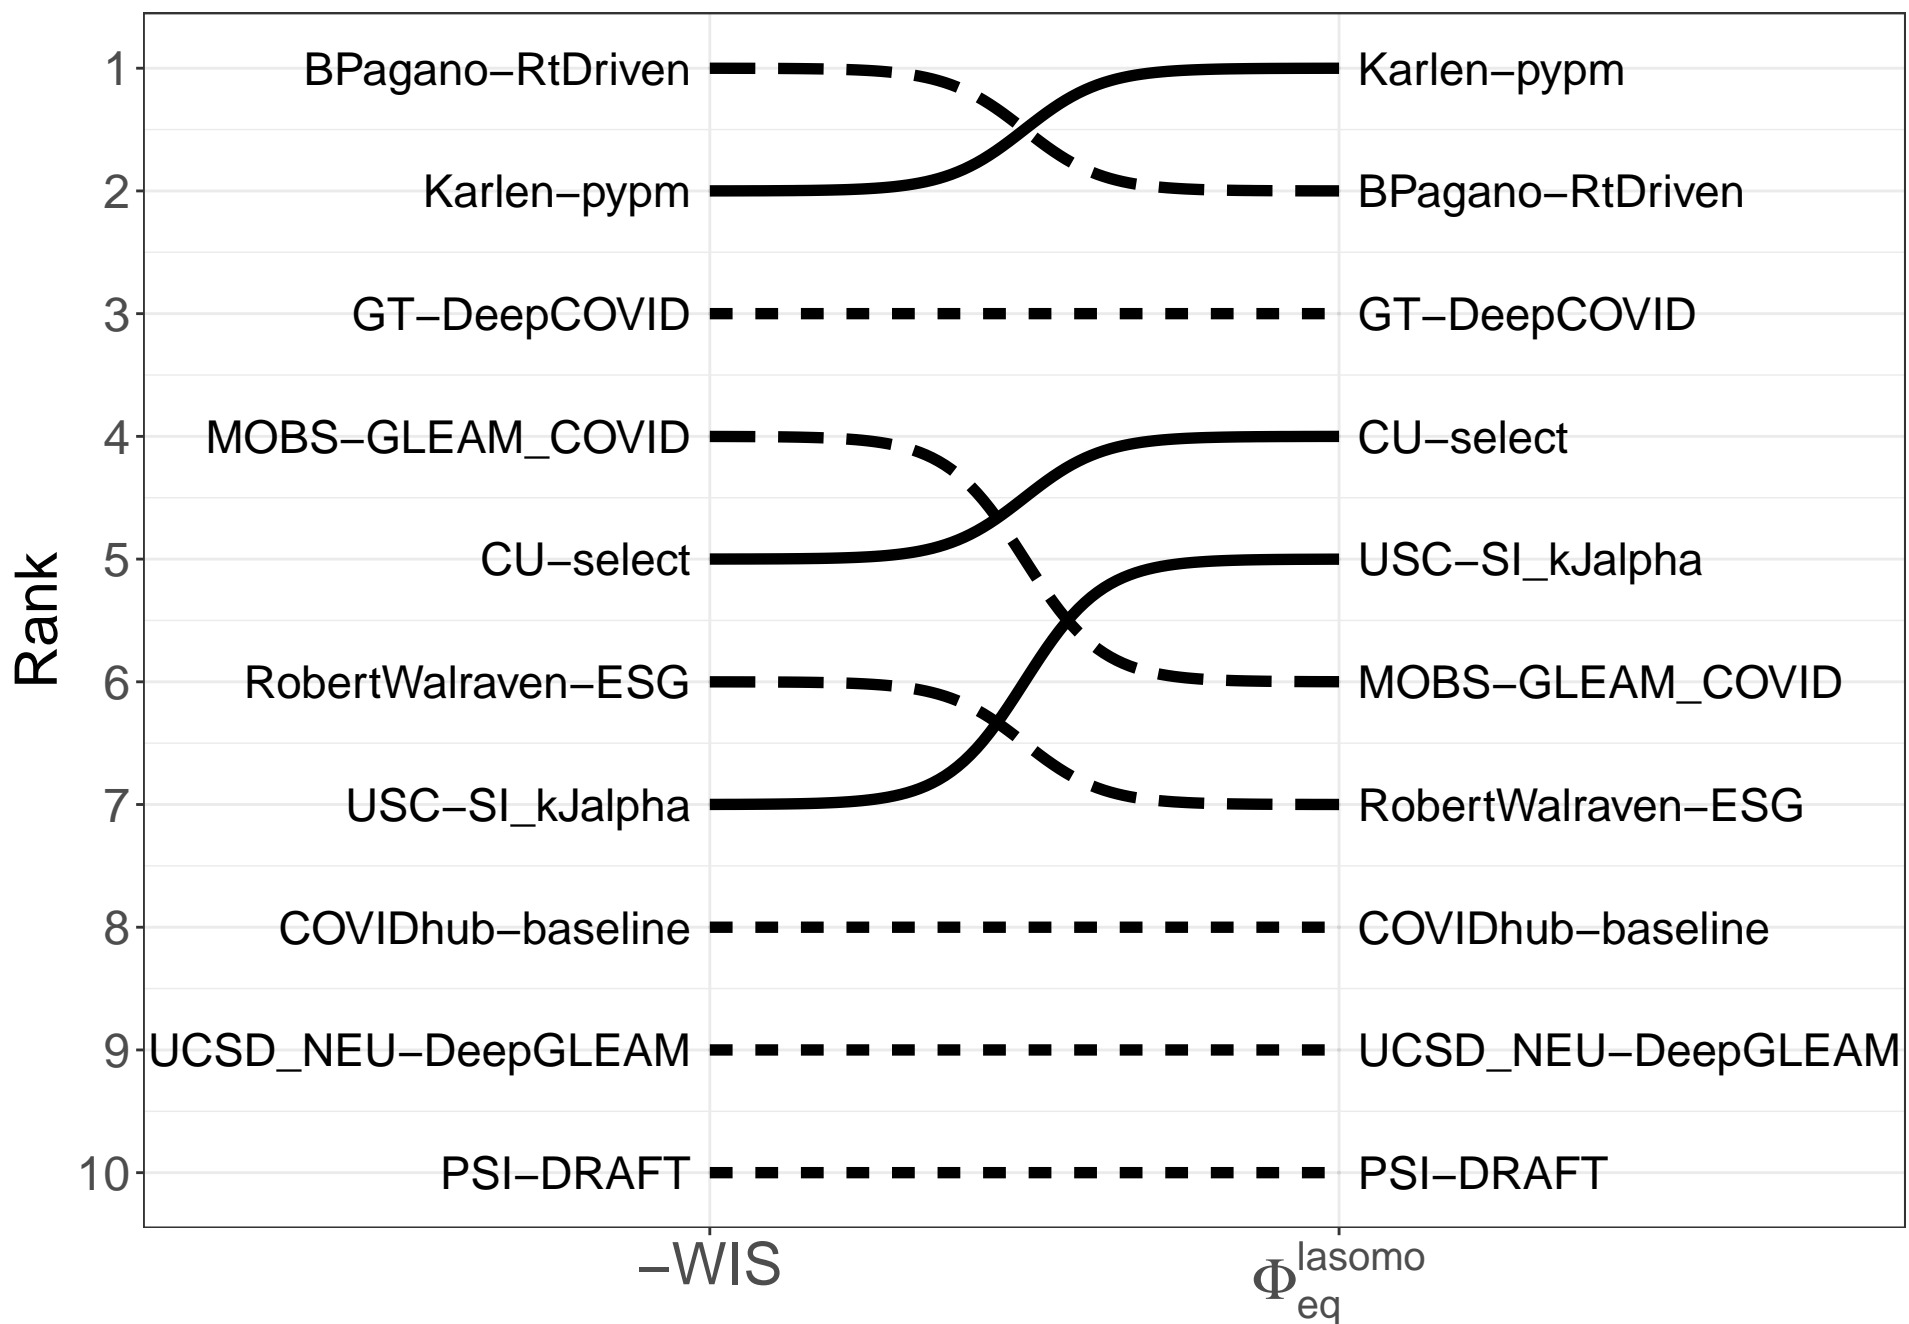 Rank
1 BPagano–RtDriven Karlen–pypm
2 Karlen–pypm BPagano–RtDriven
3 GT–DeepCOVID GT–DeepCOVID
4 MOBS–GLEAM_COVID CU–select
5 CU–select USC–SI_kJalpha
6 RobertWalraven–ESG MOBS–GLEAM_COVID
7 USC–SI_kJalpha RobertWalraven–ESG
8 COVIDhub–baseline COVIDhub–baseline
9 UCSD_NEU–DeepGLEAM UCSD_NEU–DeepGLEAM
10 PSI–DRAFT PSI–DRAFT
–WIS Φ lasomo eq